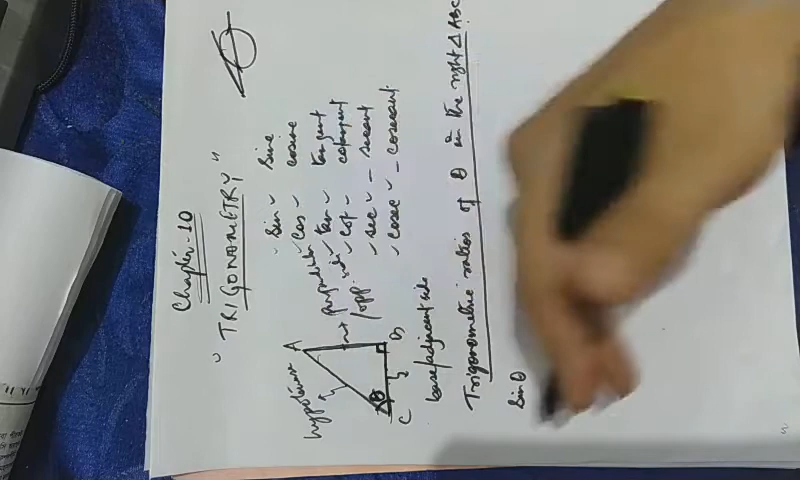 Chapter-10
" TRIGONOMETRY "
sin sine
cos cosine
tan tangent
cot cotangent
sec - secant
cosec - cosecant
hypotenuse
A
B
C
θ
base/adjacent side
Trigonometric ratios of θ in the right Δ ABC
Sin θ